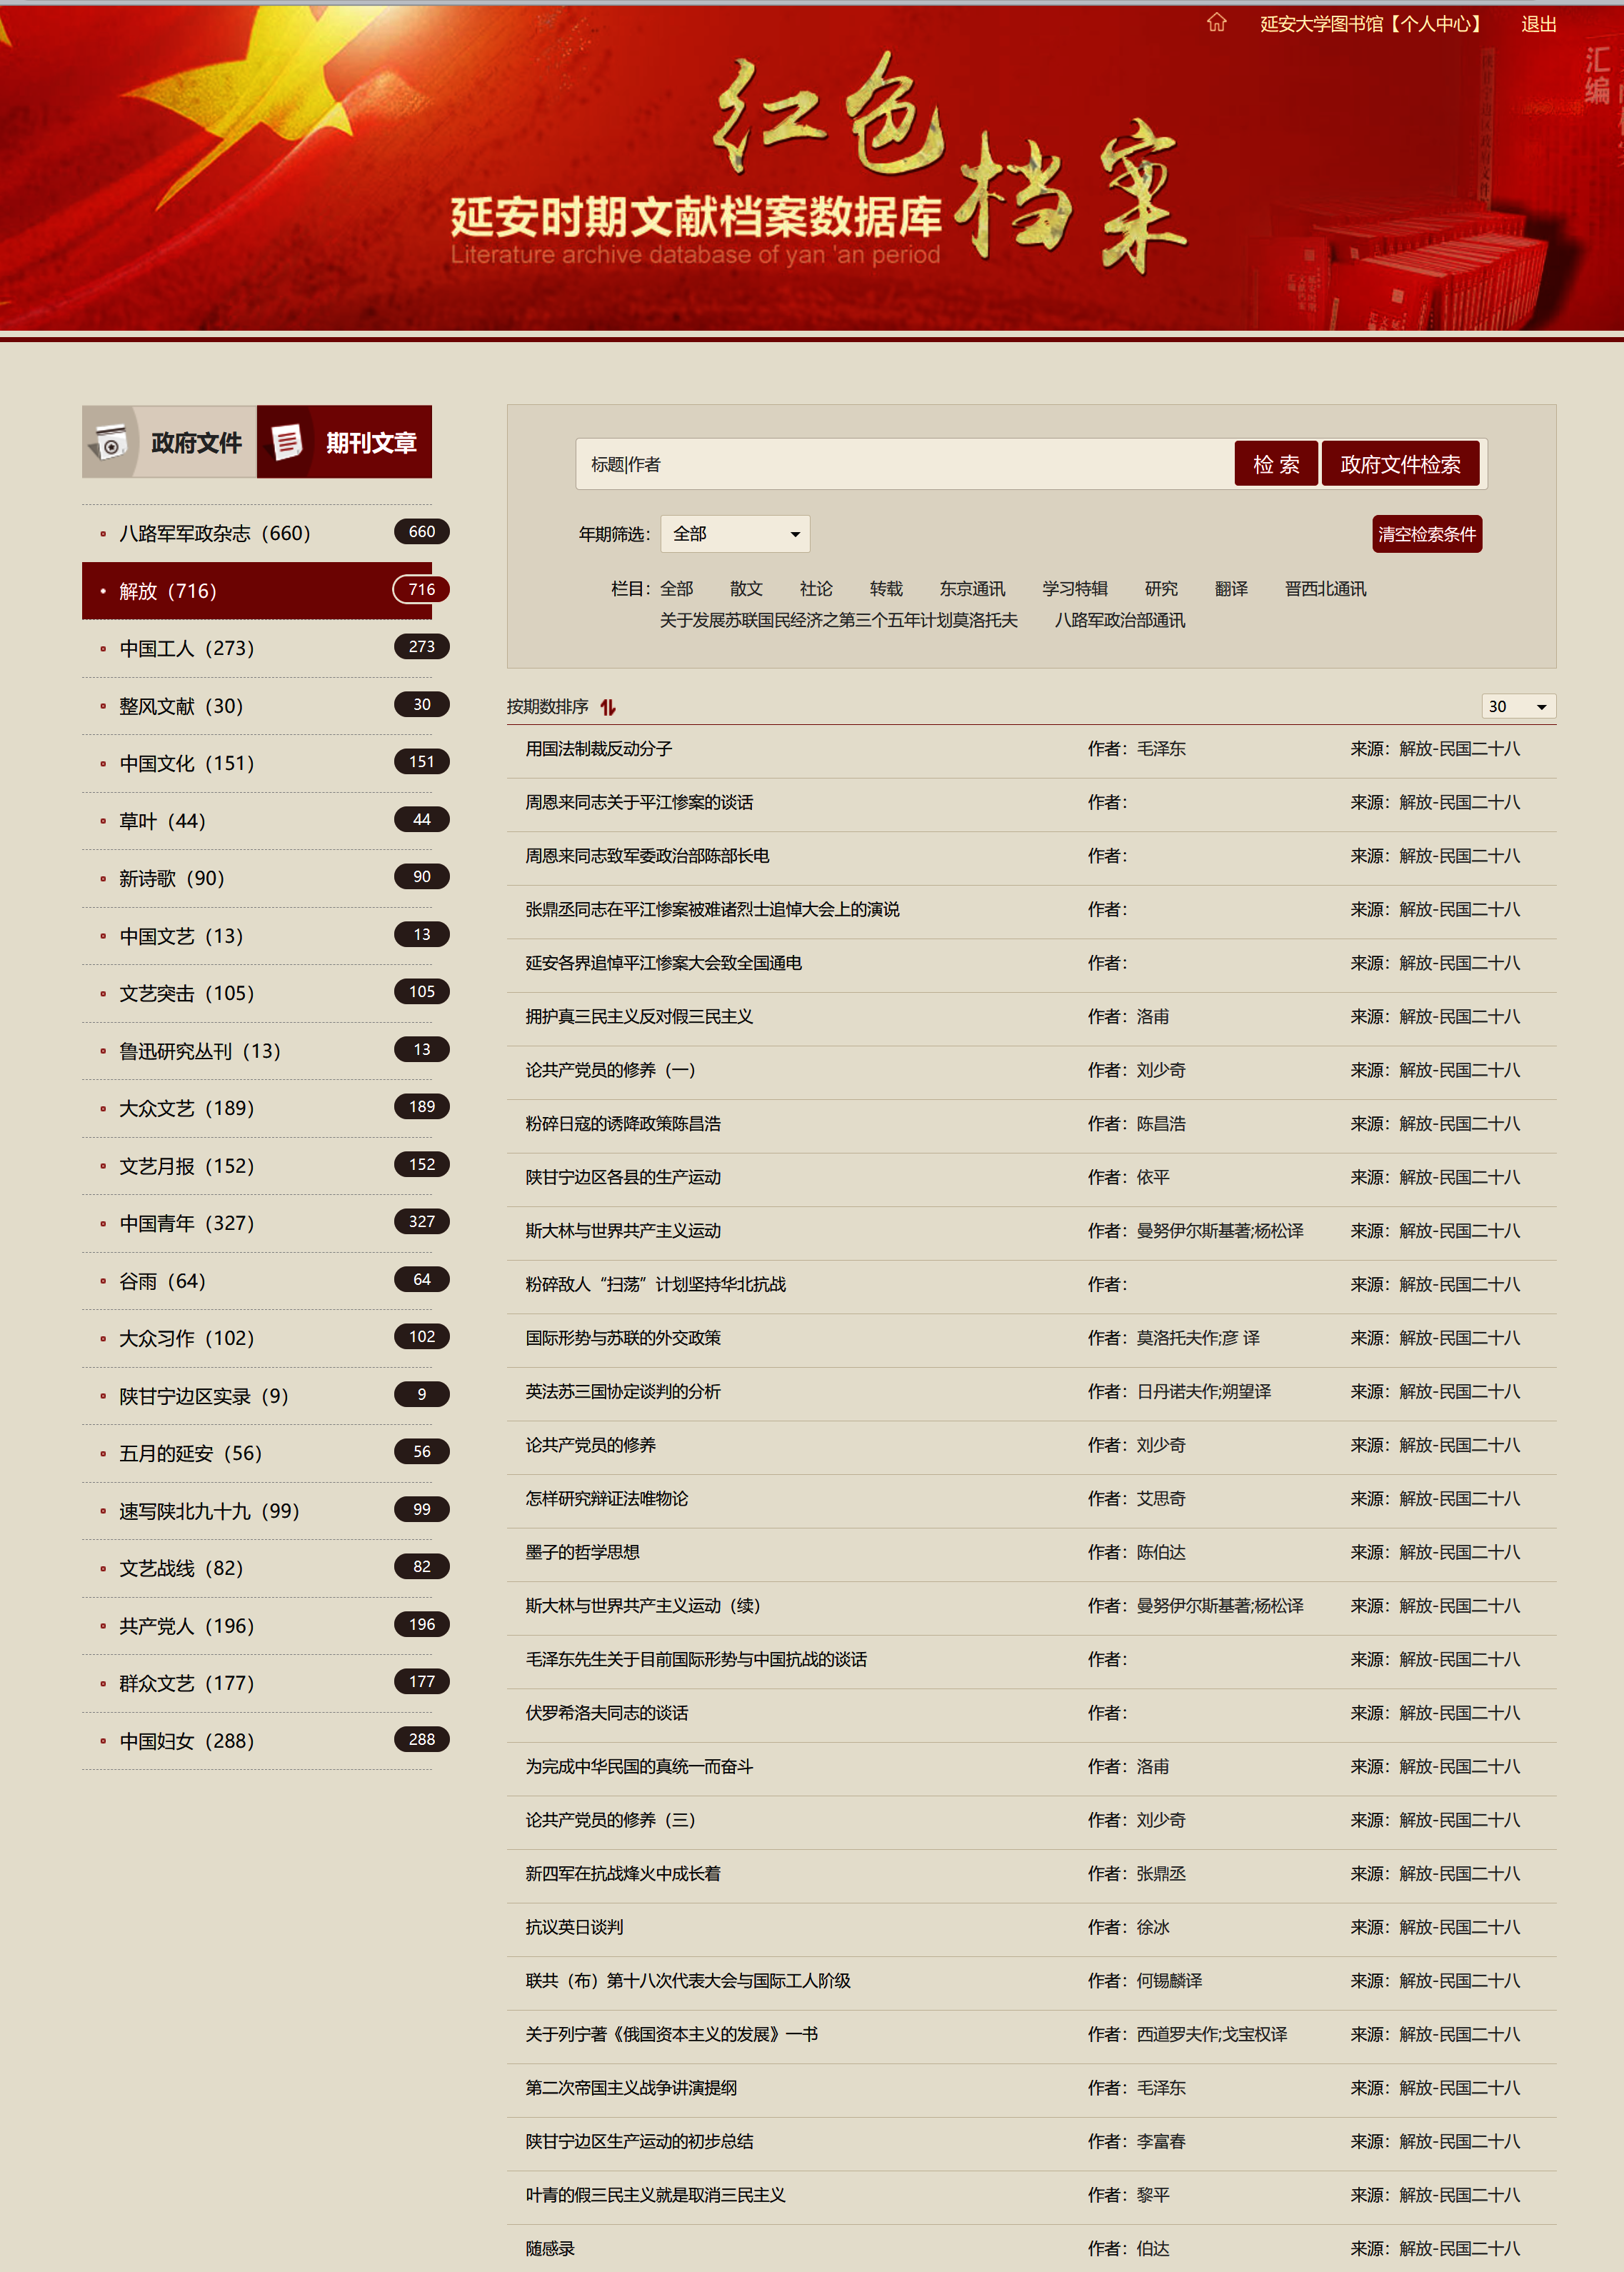 延安大学图书馆【个人中心】 退出
红色档案
延安时期文献档案数据库
Literature archive database of yan 'an period
汇编
政府文件 期刊文章
八路军军政杂志（660） 660
解放（716） 716
中国工人（273） 273
整风文献（30） 30
中国文化（151） 151
草叶（44） 44
新诗歌（90） 90
中国文艺（13） 13
文艺突击（105） 105
鲁迅研究丛刊（13） 13
大众文艺（189） 189
文艺月报（152） 152
中国青年（327） 327
谷雨（64） 64
大众习作（102） 102
陕甘宁边区实录（9） 9
五月的延安（56） 56
速写陕北九十九（99） 99
文艺战线（82） 82
共产党人（196） 196
群众文艺（177） 177
中国妇女（288） 288
标题|作者 检 索 政府文件检索
年期筛选： 全部 清空检索条件
栏目： 全部 散文 社论 转载 东京通讯 学习特辑 研究 翻译 晋西北通讯
关于发展苏联国民经济之第三个五年计划莫洛托夫 八路军政治部通讯
按期数排序 30
用国法制裁反动分子 作者：毛泽东 来源：解放-民国二十八
周恩来同志关于平江惨案的谈话 作者： 来源：解放-民国二十八
周恩来同志致军委政治部陈部长电 作者： 来源：解放-民国二十八
张鼎丞同志在平江惨案被难诸烈士追悼大会上的演说 作者： 来源：解放-民国二十八
延安各界追悼平江惨案大会致全国通电 作者： 来源：解放-民国二十八
拥护真三民主义反对假三民主义 作者：洛甫 来源：解放-民国二十八
论共产党员的修养（一） 作者：刘少奇 来源：解放-民国二十八
粉碎日寇的诱降政策陈昌浩 作者：陈昌浩 来源：解放-民国二十八
陕甘宁边区各县的生产运动 作者：依平 来源：解放-民国二十八
斯大林与世界共产主义运动 作者：曼努伊尔斯基著;杨松译 来源：解放-民国二十八
粉碎敌人“扫荡”计划坚持华北抗战 作者： 来源：解放-民国二十八
国际形势与苏联的外交政策 作者：莫洛托夫作;彦 译 来源：解放-民国二十八
英法苏三国协定谈判的分析 作者：日丹诺夫作;朔望译 来源：解放-民国二十八
论共产党员的修养 作者：刘少奇 来源：解放-民国二十八
怎样研究辩证法唯物论 作者：艾思奇 来源：解放-民国二十八
墨子的哲学思想 作者：陈伯达 来源：解放-民国二十八
斯大林与世界共产主义运动（续） 作者：曼努伊尔斯基著;杨松译 来源：解放-民国二十八
毛泽东先生关于目前国际形势与中国抗战的谈话 作者： 来源：解放-民国二十八
伏罗希洛夫同志的谈话 作者： 来源：解放-民国二十八
为完成中华民国的真统一而奋斗 作者：洛甫 来源：解放-民国二十八
论共产党员的修养（三） 作者：刘少奇 来源：解放-民国二十八
新四军在抗战烽火中成长着 作者：张鼎丞 来源：解放-民国二十八
抗议英日谈判 作者：徐冰 来源：解放-民国二十八
联共（布）第十八次代表大会与国际工人阶级 作者：何锡麟译 来源：解放-民国二十八
关于列宁著《俄国资本主义的发展》一书 作者：西道罗夫作;戈宝权译 来源：解放-民国二十八
第二次帝国主义战争讲演提纲 作者：毛泽东 来源：解放-民国二十八
陕甘宁边区生产运动的初步总结 作者：李富春 来源：解放-民国二十八
叶青的假三民主义就是取消三民主义 作者：黎平 来源：解放-民国二十八
随感录 作者：伯达 来源：解放-民国二十八